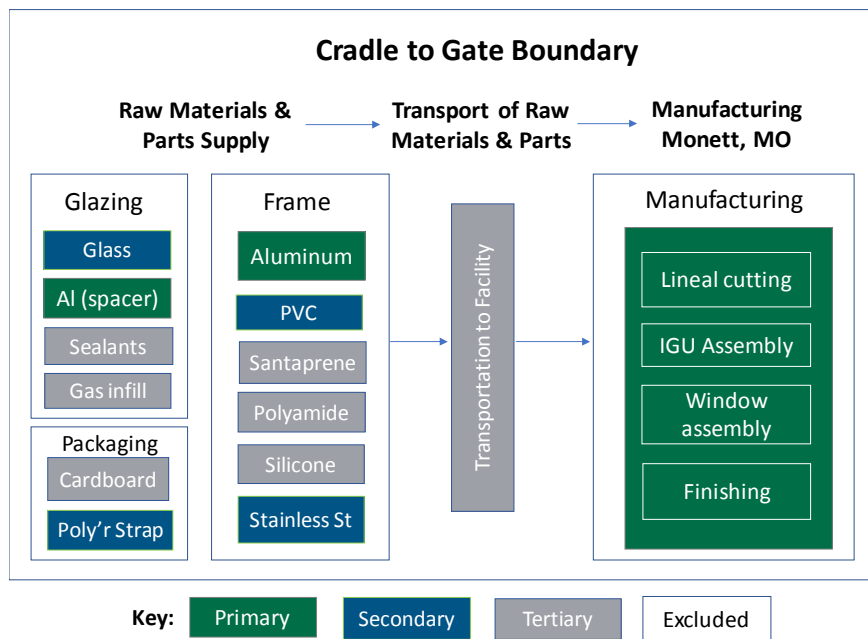 Cradle to Gate Boundary
Raw Materials &
Parts Supply
Transport of Raw
Materials & Parts
Manufacturing
Monett, MO
Glazing
Glass
Al (spacer)
Sealants
Gas infill
Packaging
Cardboard
Poly'r Strap
Frame
Aluminum
PVC
Santaprene
Polyamide
Silicone
Stainless St
Transportation to Facility
Manufacturing
Lineal cutting
IGU Assembly
Window
assembly
Finishing
Key:
Primary
Secondary
Tertiary
Excluded